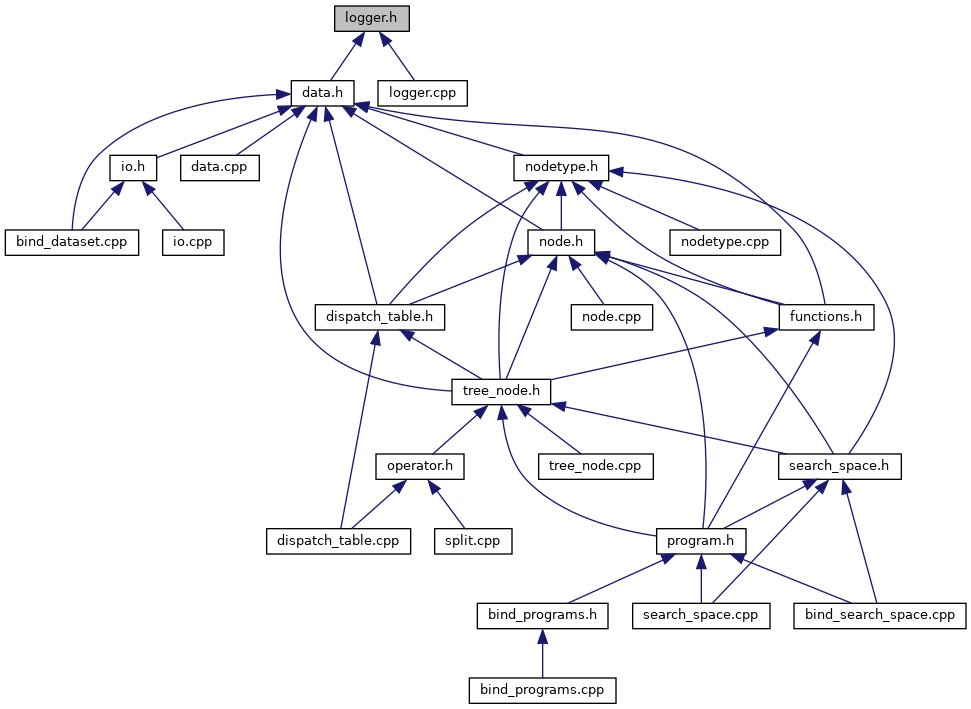 logger.h
data.h
logger.cpp
io.h
data.cpp
nodetype.h
bind_dataset.cpp
io.cpp
node.h
nodetype.cpp
dispatch_table.h
node.cpp
functions.h
tree_node.h
operator.h
tree_node.cpp
search_space.h
dispatch_table.cpp
split.cpp
program.h
bind_programs.h
search_space.cpp
bind_search_space.cpp
bind_programs.cpp